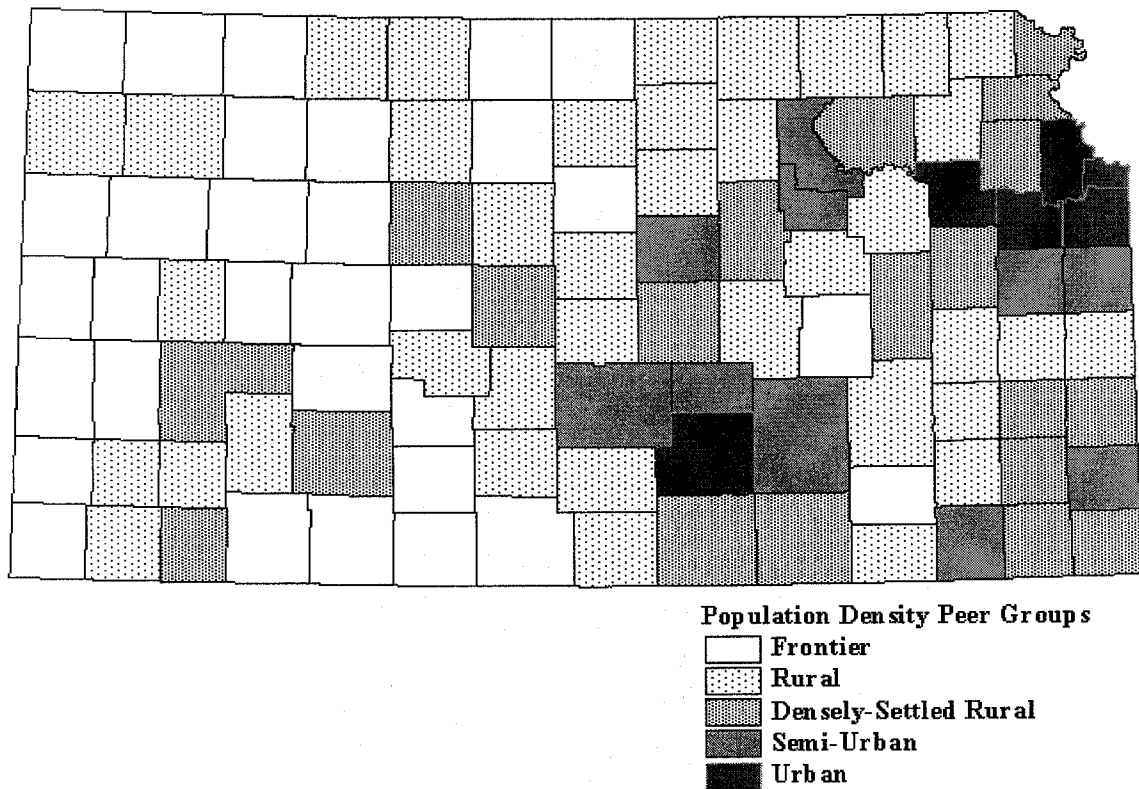 Population Density Peer Groups
Frontier
Rural
Densely-Settled Rural
Semi-Urban
Urban